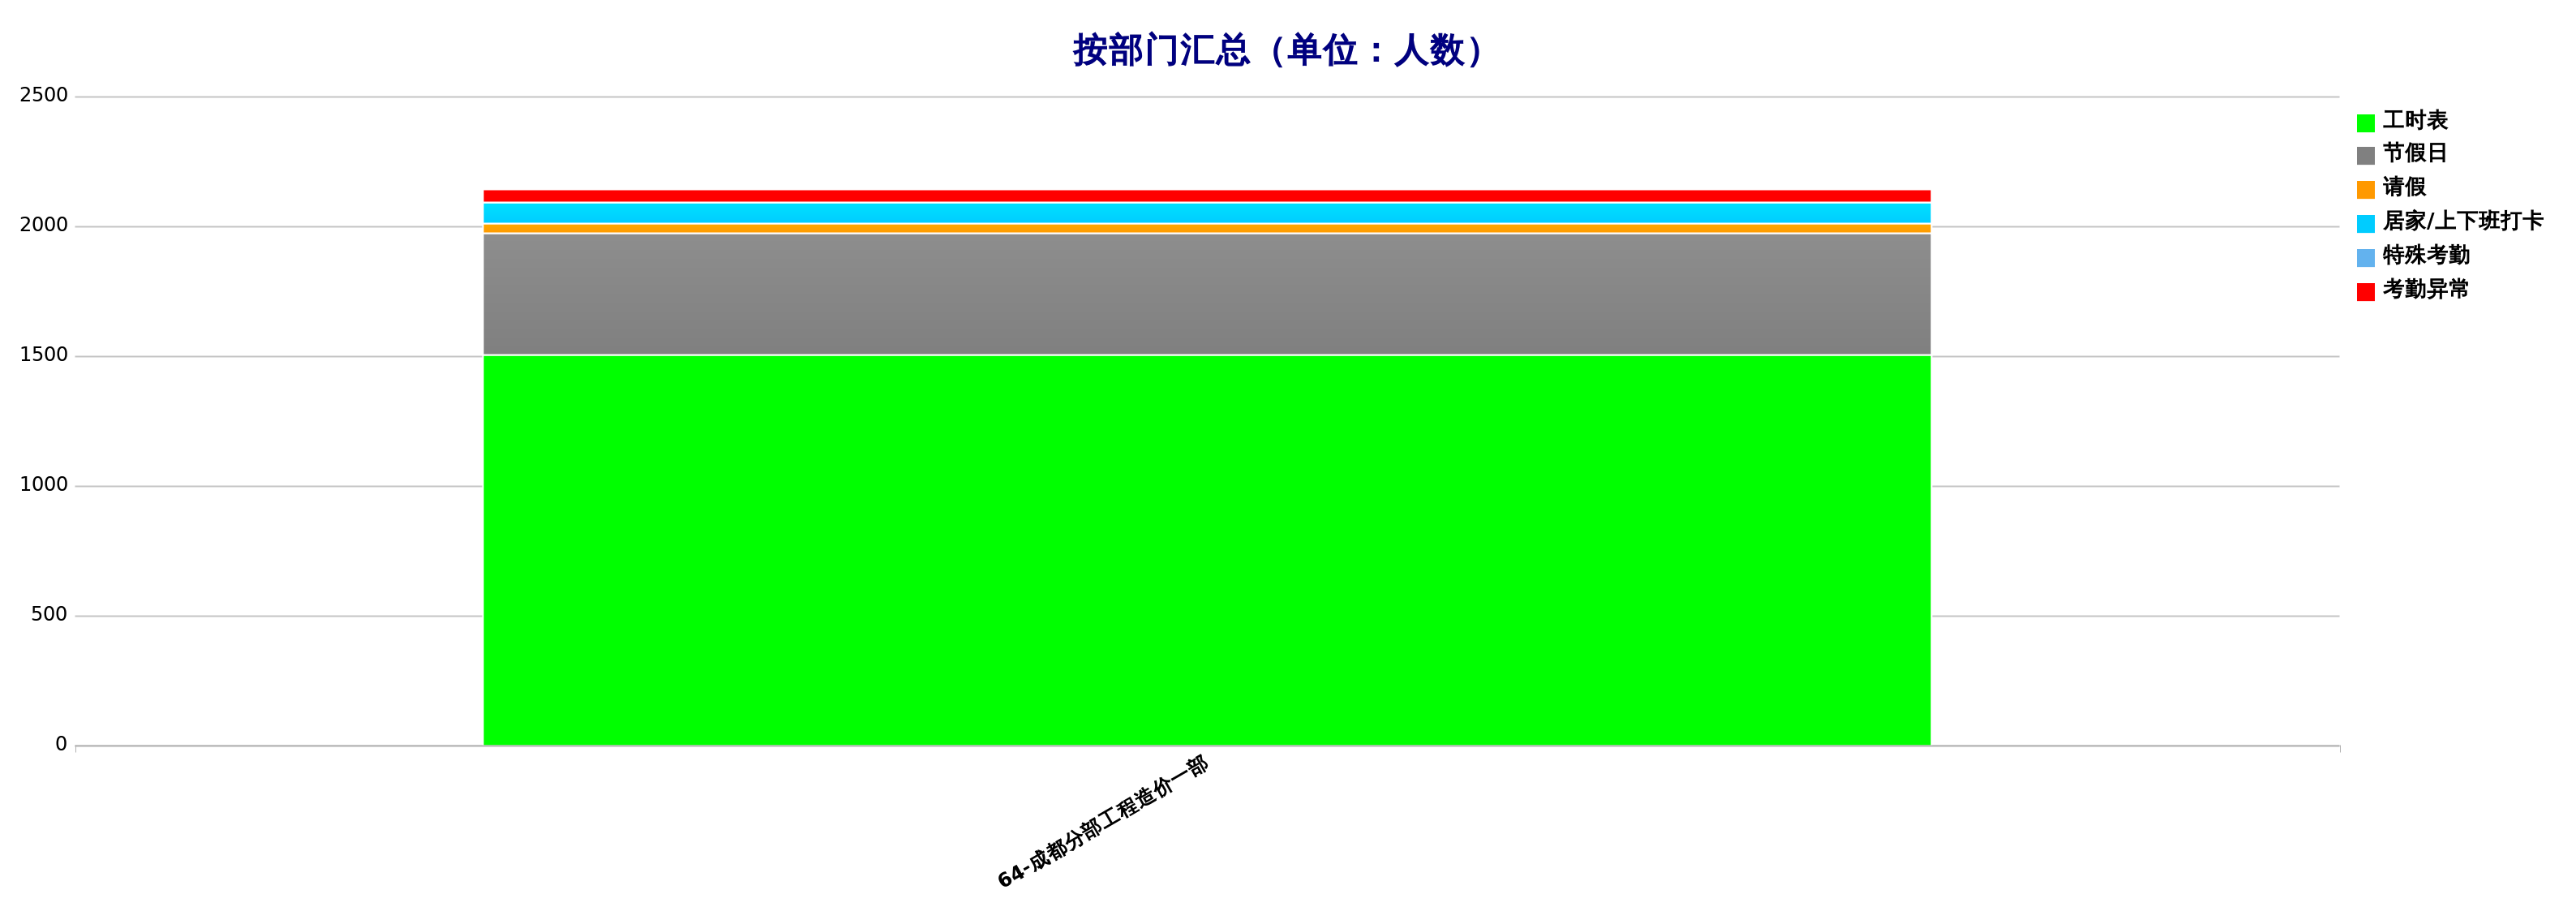 按部门汇总（单位：人数）
2500
2000
1500
1000
500
0
工时表
节假日
请假
居家/上下班打卡
特殊考勤
考勤异常
64-成都分部工程造价一部